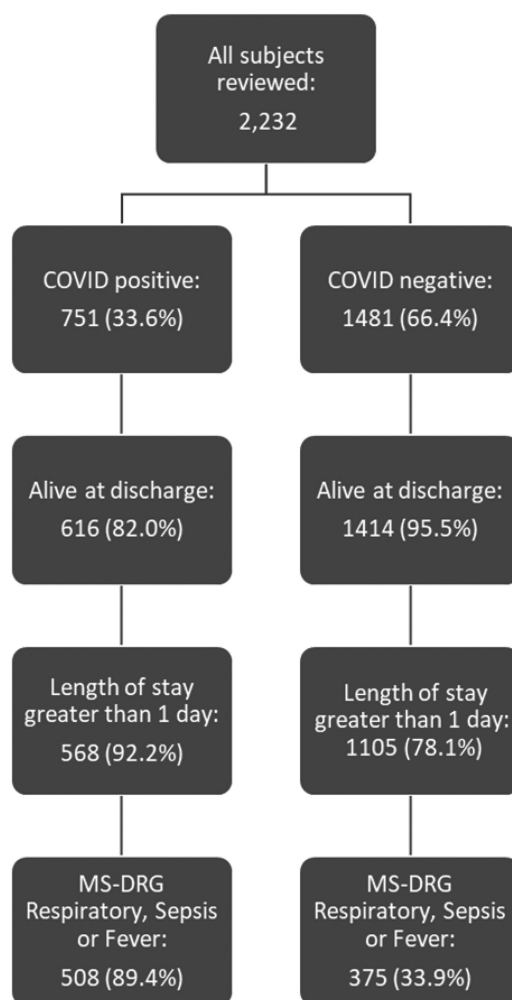 All subjects
reviewed:
2,232
COVID positive:
751 (33.6%)
COVID negative:
1481 (66.4%)
Alive at discharge:
616 (82.0%)
Alive at discharge:
1414 (95.5%)
Length of stay
greater than 1 day:
568 (92.2%)
Length of stay
greater than 1 day:
1105 (78.1%)
MS-DRG
Respiratory, Sepsis
or Fever:
508 (89.4%)
MS-DRG
Respiratory, Sepsis
or Fever:
375 (33.9%)